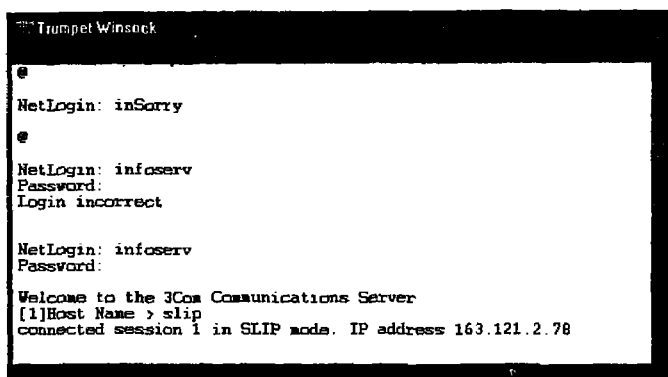 Trumpet Winsock
@
NetLogin: inSorry
@
NetLogin: infoserv
Password:
Login incorrect
NetLogin: infoserv
Password:
Welcome to the 3Com Communications Server
[1]Host Name > slip
connected session 1 in SLIP mode. IP address 163.121.2.78